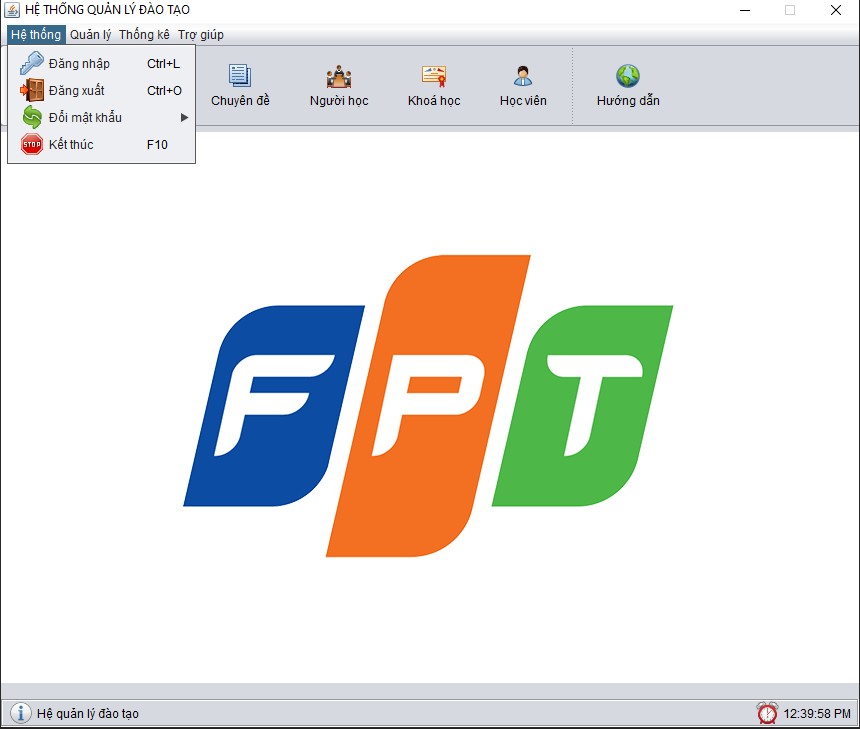 HỆ THỐNG QUẢN LÝ ĐÀO TẠO
Hệ thống Quản lý Thống kê Trợ giúp
Đăng nhập Ctrl+L
Đăng xuất Ctrl+O
Đổi mật khẩu
STOP Kết thúc F10
Chuyên đề Người học Khoá học Học viên Hướng dẫn
FPT
Hệ quản lý đào tạo 12:39:58 PM